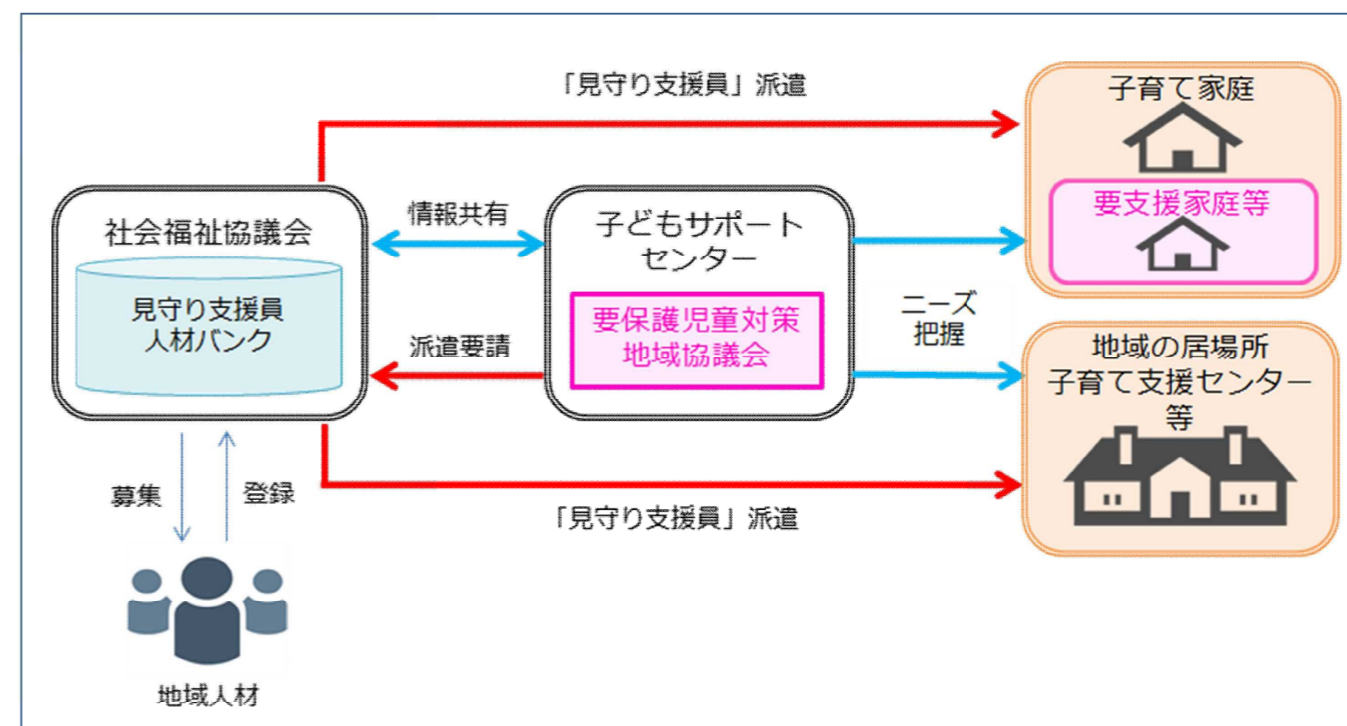 「見守り支援員」派遣
子育て家庭
要支援家庭等
社会福祉協議会
見守り支援員
人材バンク
情報共有
派遣要請
子どもサポート
センター
要保護児童対策
地域協議会
ニーズ
把握
地域の居場所
子育て支援センター
等
募集
登録
「見守り支援員」派遣
地域人材